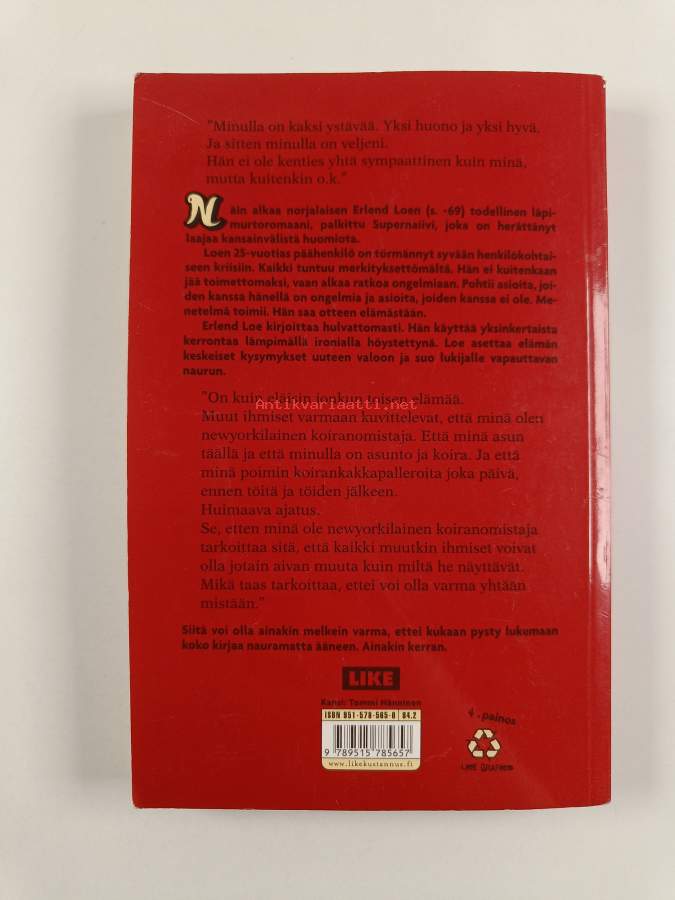 "Minulla on kaksi ystävää. Yksi huono ja yksi hyvä.
Ja sitten minulla on veljeni.
Hän ei ole kenties yhtä sympaattinen kuin minä,
mutta kuitenkin o.k."
Näin alkaa norjalaisen Erlend Loen (s. -69) todellinen läpi-
murtoromaani, palkittu Supernaiivi, joka on herättänyt
laajaa kansainvälistä huomiota.
Loen 25-vuotias päähenkilö on törmännyt syvään henkilökohtai-
seen kriisiin. Kaikki tuntuu merkityksettömältä. Hän ei kuitenkaan
jää toimettomaksi, vaan alkaa ratkoa ongelmiaan. Pohtii asioita, joi-
den kanssa hänellä on ongelmia ja asioita, joiden kanssa ei ole. Me-
netelmä toimii. Hän saa otteen elämästään.
Erlend Loe kirjoittaa hulvattomasti. Hän käyttää yksinkertaista
kerrontaa lämpimällä ironialla höystettynä. Loe asettaa elämän
keskeiset kysymykset uuteen valoon ja suo lukijalle vapauttavan
naurun.
"On kuin eläisin jonkun toisen elämää.
Antikvariaatti.net
Muut ihmiset varmaan kuvittelevat, että minä olen
newyorkilainen koiranomistaja. Että minä asun
täällä ja että minulla on asunto ja koira. Ja että
minä poimin koirankakkapalleroita joka päivä,
ennen töitä ja töiden jälkeen.
Huimaava ajatus.
Se, etten minä ole newyorkilainen koiranomistaja
tarkoittaa sitä, että kaikki muutkin ihmiset voivat
olla jotain aivan muuta kuin miltä he näyttävät.
Mikä taas tarkoittaa, ettei voi olla varma yhtään
mistään."
Siitä voi olla ainakin melkein varma, ettei kukaan pysty lukemaan
koko kirjaa nauramatta ääneen. Ainakin kerran.
LIKE
Kansi: Tommi Hänninen
ISBN 951-578-565-8 84.2
9 789515 785657
www.likekustannus.fi
4. painos